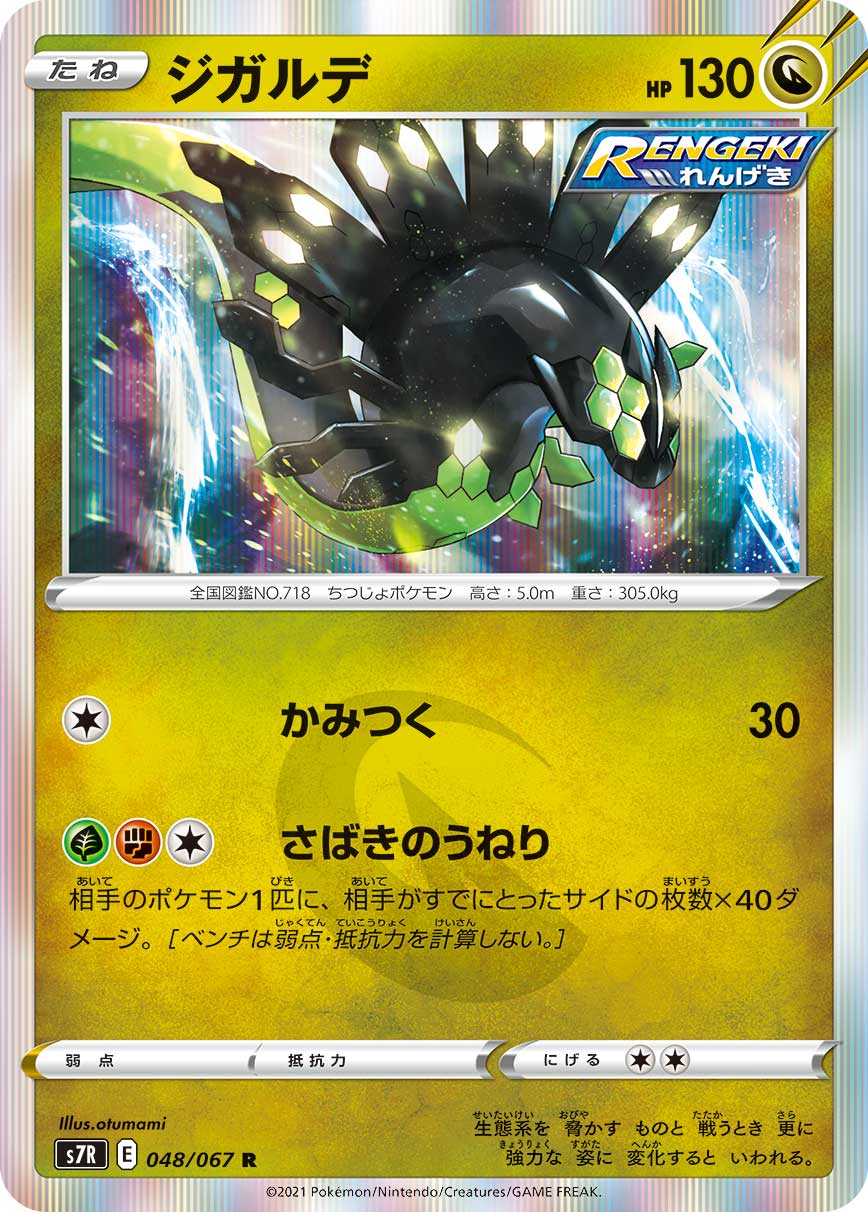 たね ジガルデ HP 130
RENGEKI
れんげき
全国図鑑NO.718 ちつじょポケモン 高さ:5.0m 重さ:305.0kg
かみつく 30
さばきのうねり
相手のポケモン1匹に、相手がすでにとったサイドの枚数×40ダ
メージ。[ベンチは弱点・抵抗力を計算しない。]
弱点 抵抗力 にげる
Illus.otumami
生態系を 脅かす ものと 戦うとき 更に
強力な 姿に 変化すると いわれる。
s7R E 048/067 R
©2021 Pokémon/Nintendo/Creatures/GAME FREAK.